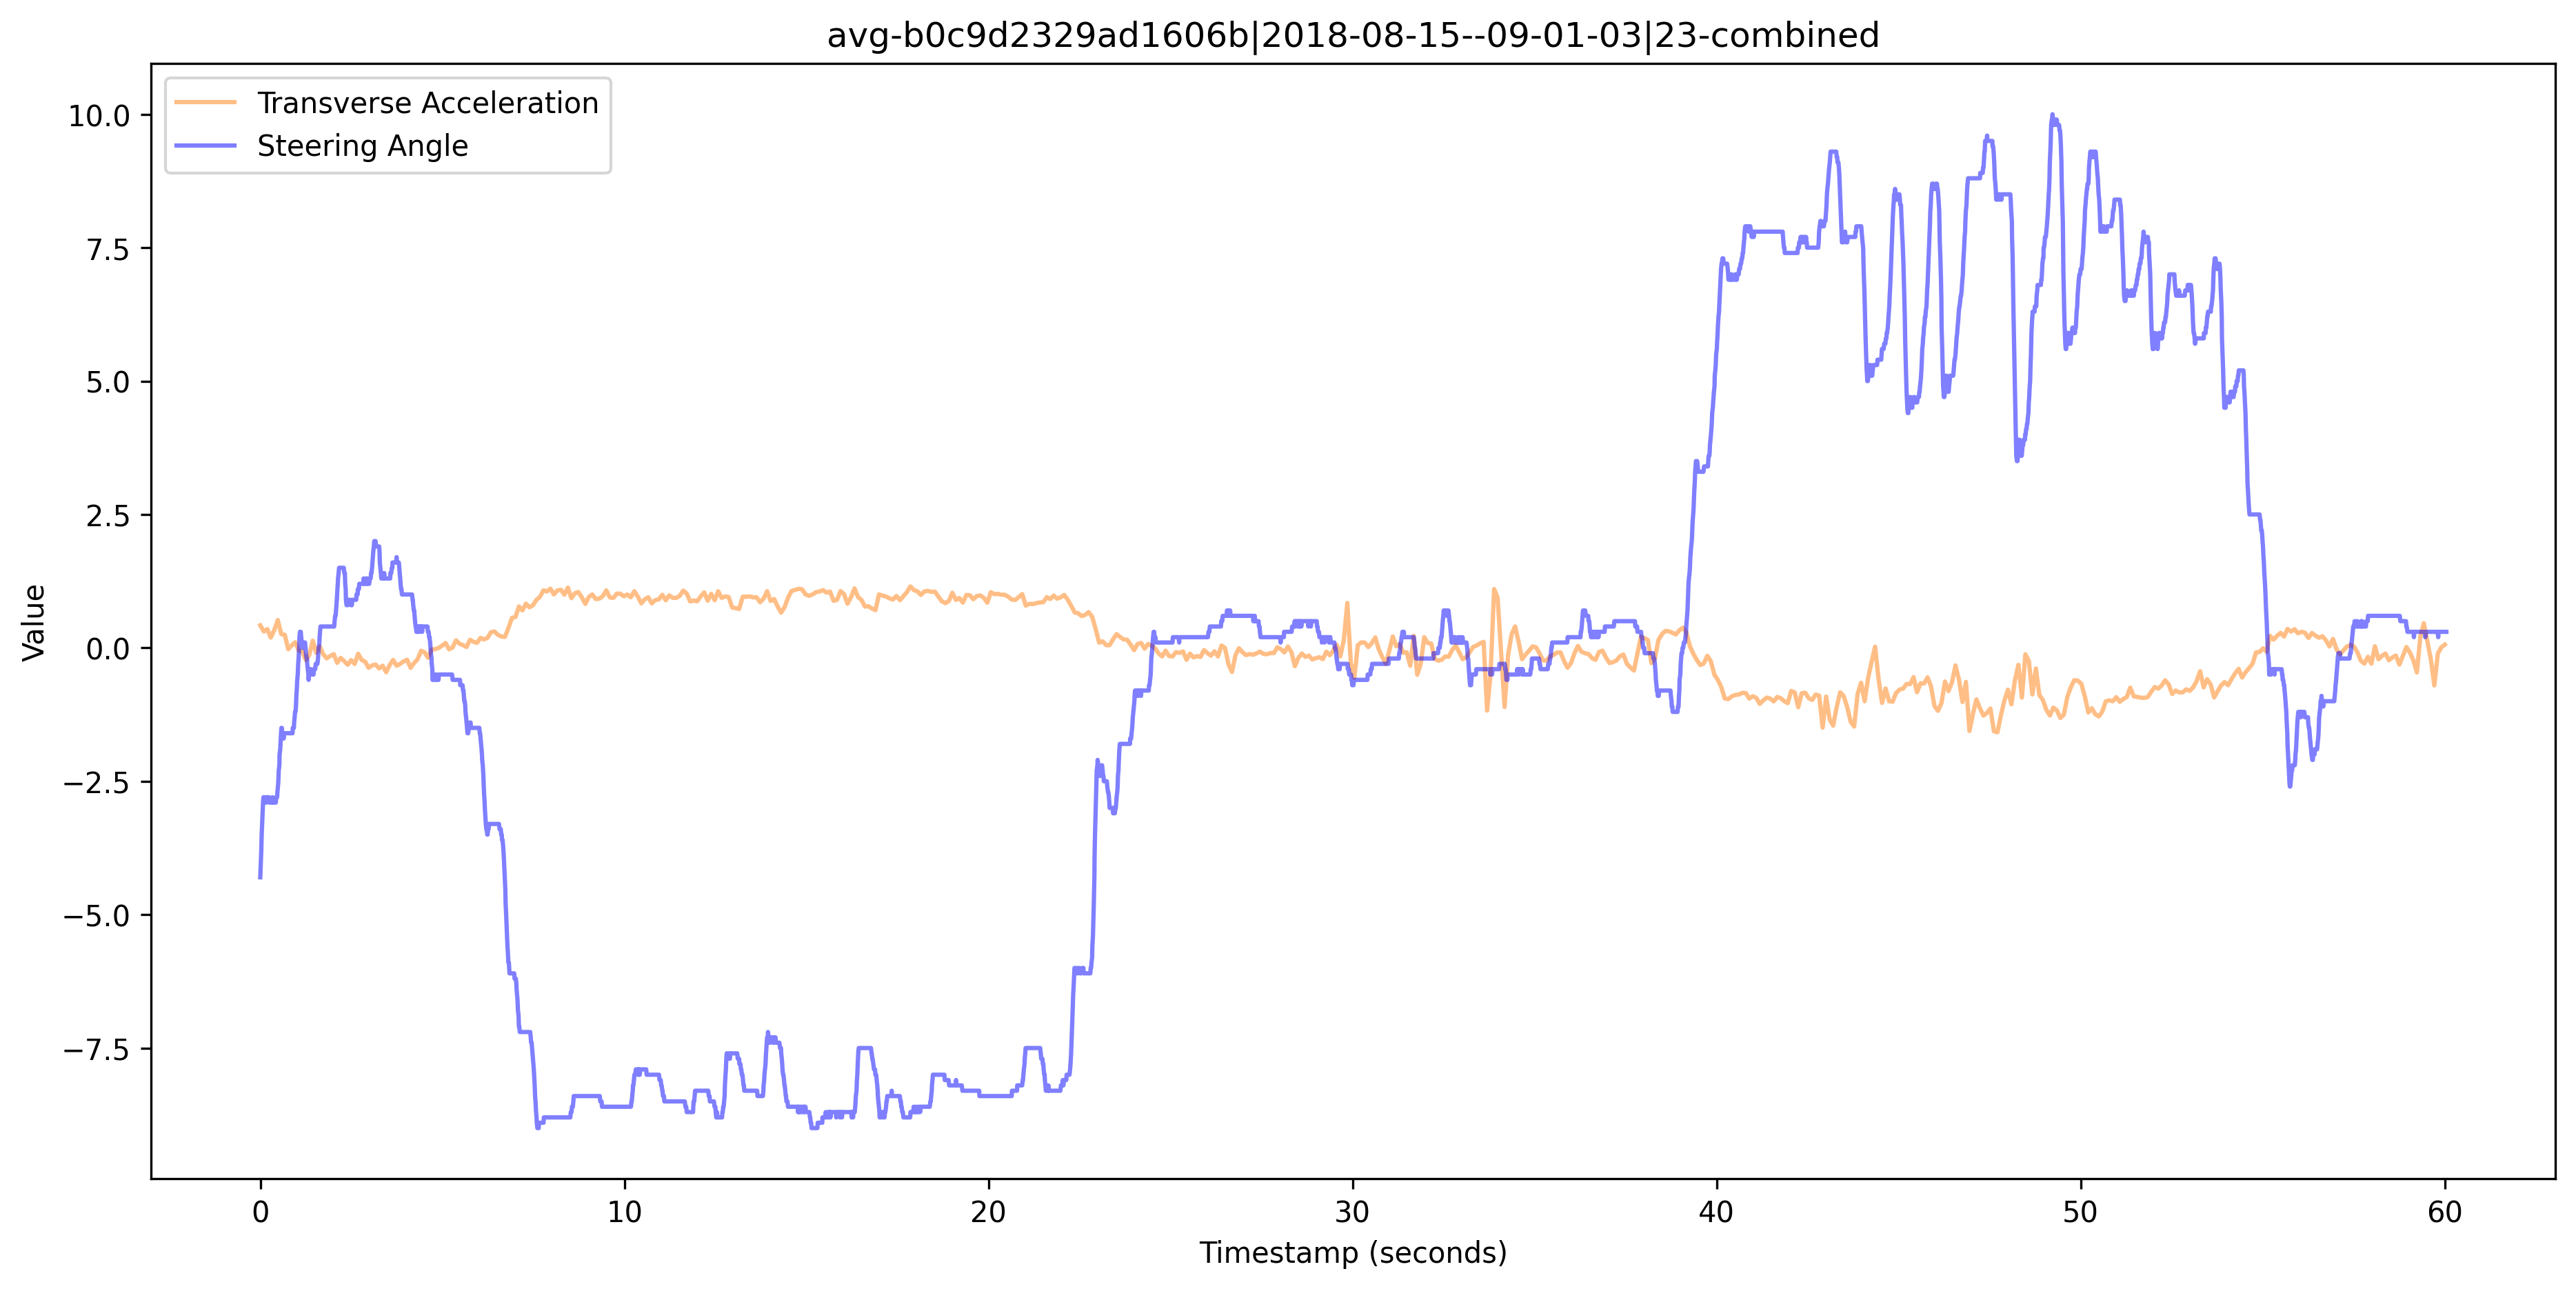 avg-b0c9d2329ad1606b|2018-08-15--09-01-03|23-combined
Transverse Acceleration
Steering Angle
10.0
7.5
5.0
2.5
0.0
−2.5
−5.0
−7.5
Value
0 10 20 30 40 50 60
Timestamp (seconds)